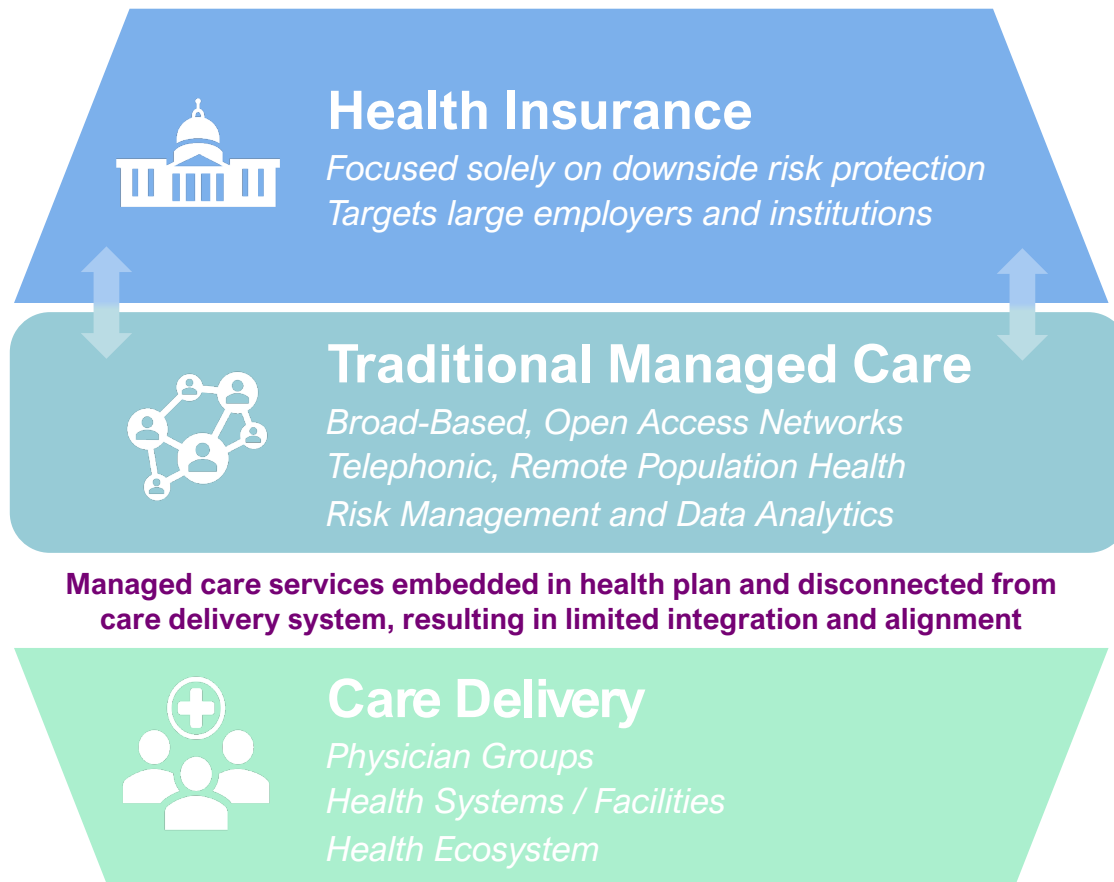 Health Insurance
Focused solely on downside risk protection
Targets large employers and institutions
Traditional Managed Care
Broad-Based, Open Access Networks
Telephonic, Remote Population Health
Risk Management and Data Analytics
Managed care services embedded in health plan and disconnected from
care delivery system, resulting in limited integration and alignment
Care Delivery
Physician Groups
Health Systems / Facilities
Health Ecosystem